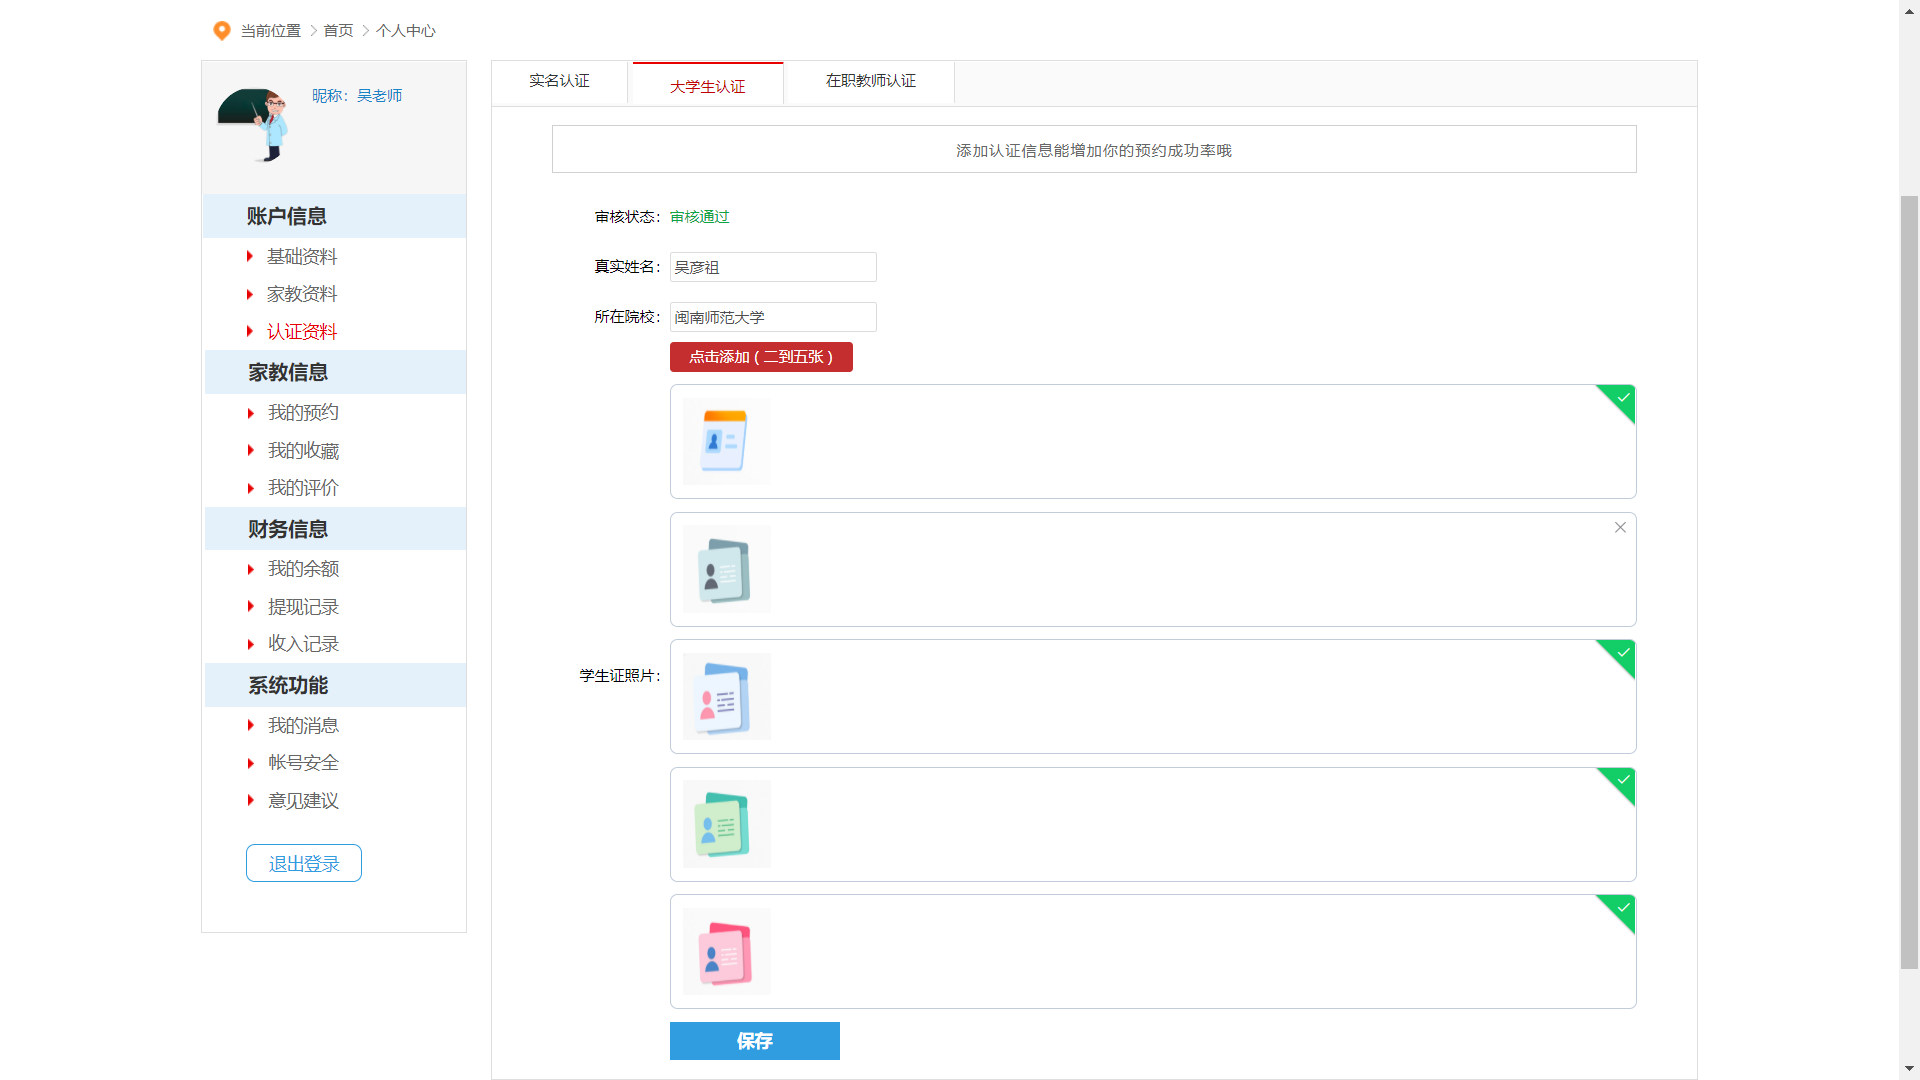 当前位置 > 首页 > 个人中心
昵称：吴老师
账户信息
基础资料
家教资料
认证资料
家教信息
我的预约
我的收藏
我的评价
财务信息
我的余额
提现记录
收入记录
系统功能
我的消息
帐号安全
意见建议
退出登录
实名认证
大学生认证
在职教师认证
添加认证信息能增加你的预约成功率哦
审核状态：审核通过
真实姓名：吴彦祖
所在院校：闽南师范大学
点击添加 ( 二到五张 )
学生证照片：
保存